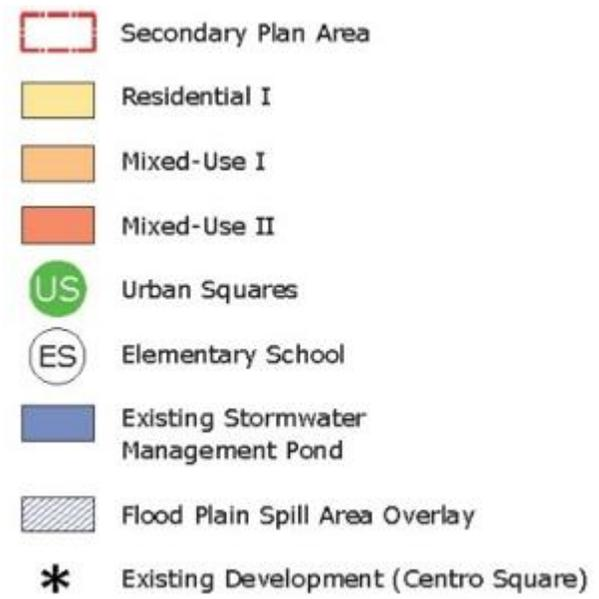 Secondary Plan Area
Residential I
Mixed-Use I
Mixed-Use II
US Urban Squares
ES Elementary School
Existing Stormwater
Management Pond
Flood Plain Spill Area Overlay
* Existing Development (Centro Square)